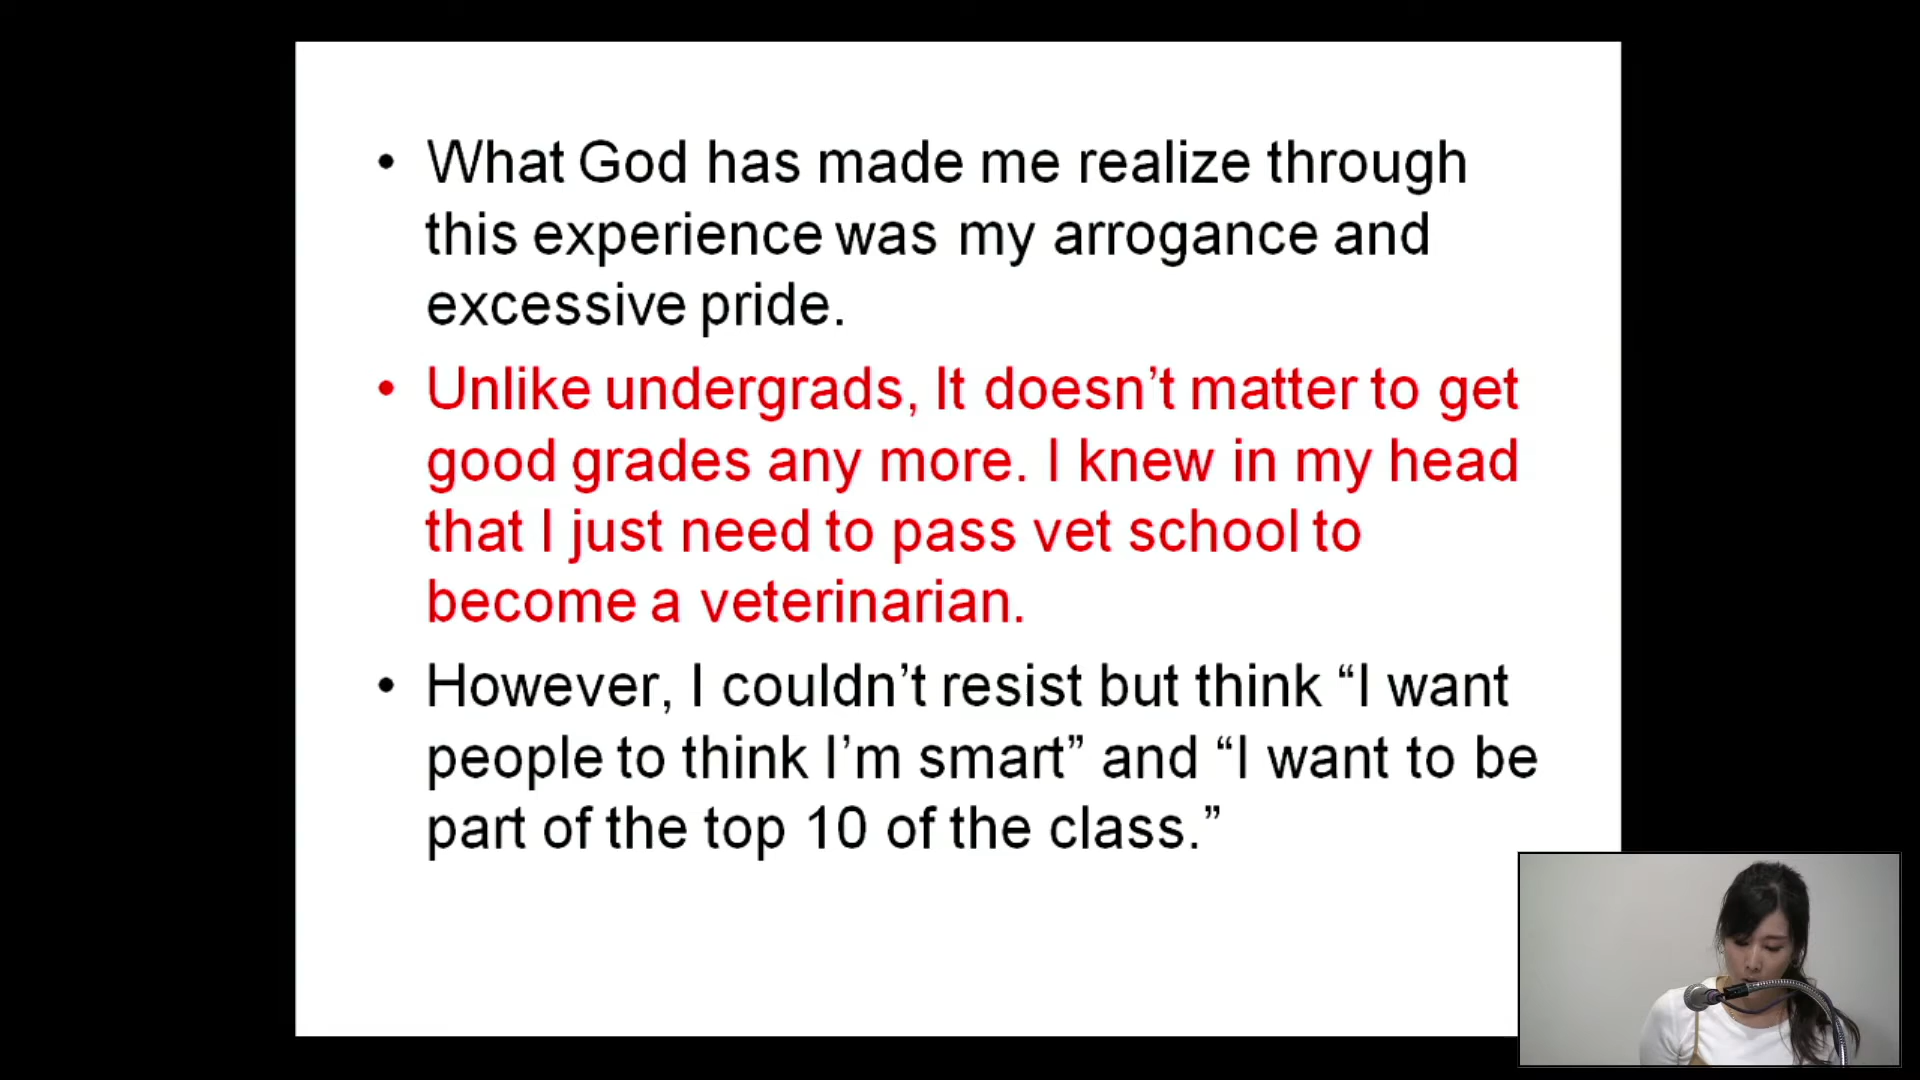 • What God has made me realize through
this experience was my arrogance and
excessive pride.
• Unlike undergrads, It doesn’t matter to get
good grades any more. I knew in my head
that I just need to pass vet school to
become a veterinarian.
• However, I couldn’t resist but think “I want
people to think I’m smart” and “I want to be
part of the top 10 of the class.”